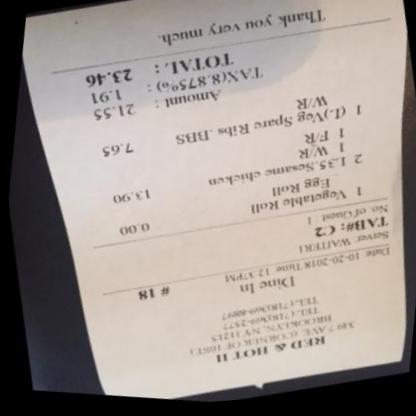 RED & HOT II
349 7 AVE. (CORNER OF 10ST)
BROOKLYN, NY 11215
TEL:(718)369-2577
TEL:(718)369-8897
Dine In # 18
Date 10-20-2018 Time 12:37PM
Server: WAITER1
TAB#: C2
No. of Guest 1
1 Vegetable Roll 0.00
Egg Roll
2 L35.Sesame chicken 13.90
1 W/R
1 F/R
1 (L)Veg Spare Ribs .BBS 7.65
W/R
Amount : 21.55
TAX(8.875%) : 1.91
TOTAL : 23.46
Thank you very much.